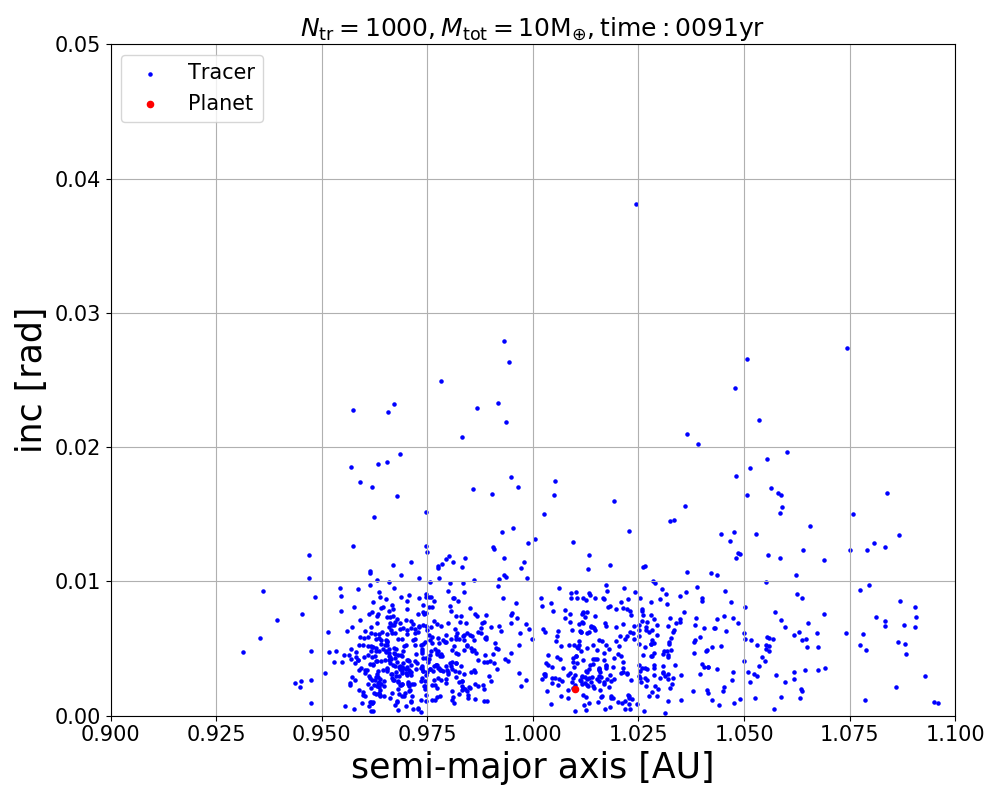 N_tr = 1000, M_tot = 10M_⊕, time : 0091yr
Tracer
Planet
0.05
0.04
0.03
0.02
0.01
0.00
inc [rad]
0.900 0.925 0.950 0.975 1.000 1.025 1.050 1.075 1.100
semi-major axis [AU]